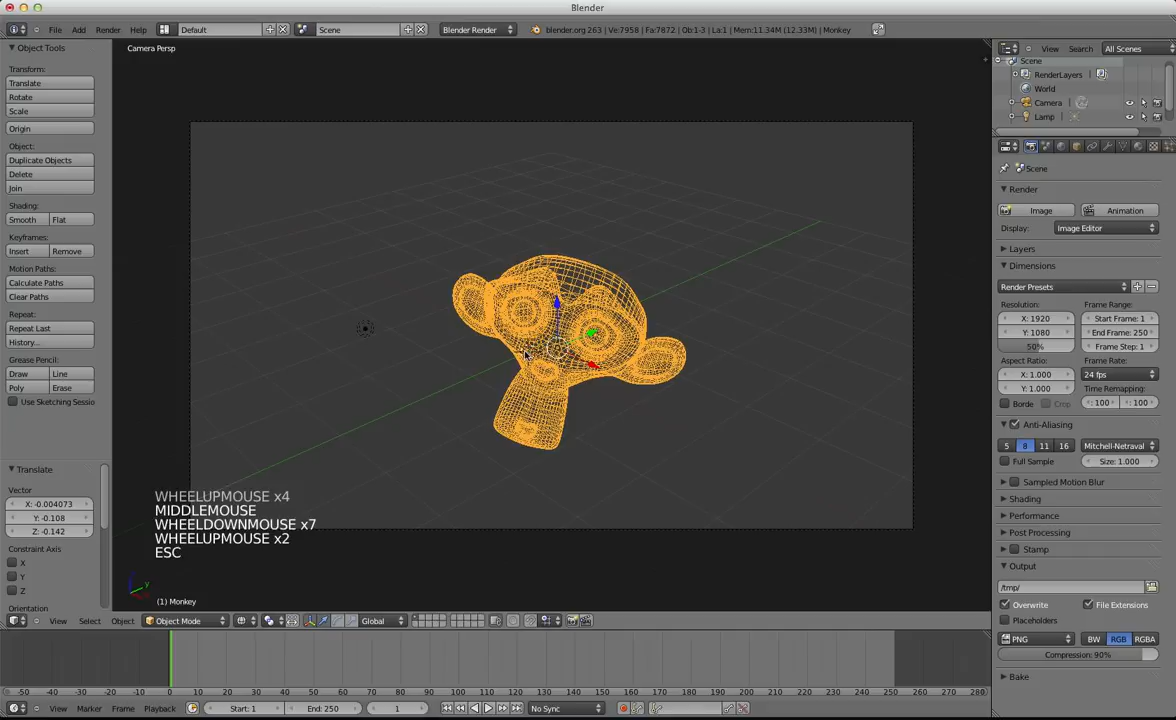 Blender
File Add Render Help Default Scene Blender Render blender.org 263 | Ve:7958 | Fa:7872 | Ob:1-3 | La:1 | Mem:11.34M (12.33M) | Monkey
View Search All Scenes
Object Tools
Camera Persp
Scene
RenderLayers
World
Camera
Lamp
Transform:
Translate
Rotate
Scale
Origin
Object:
Duplicate Objects
Delete
Join
Shading:
Smooth Flat
Keyframes:
Insert Remove
Motion Paths:
Calculate Paths
Clear Paths
Repeat:
Repeat Last
History...
Grease Pencil:
Draw Line
Poly Erase
Use Sketching Sessio
Translate
Vector
X: -0.004073
Y: -0.108
Z: -0.142
Constraint Axis
X
Y
Z
Orientation
WHEELUPMOUSE x4
MIDDLEMOUSE
WHEELDOWNMOUSE x7
WHEELUPMOUSE x2
ESC
y
(1) Monkey
View Select Object Object Mode Global
Scene
Render
Image Animation
Display: Image Editor
Layers
Dimensions
Render Presets
Resolution: Frame Range:
X: 1920 Start Frame: 1
Y: 1080 End Frame: 250
50% Frame Step: 1
Aspect Ratio: Frame Rate:
X: 1.000 24 fps
Y: 1.000 Time Remapping:
Borde Crop : 100 : 100
Anti-Aliasing
5 8 11 16 Mitchell-Netraval
Full Sample Size: 1.000
Sampled Motion Blur
Shading
Performance
Post Processing
Stamp
Output
/tmp/
Overwrite File Extensions
Placeholders
PNG BW RGB RGBA
Compression: 90%
Bake
-50 -40 -30 -20 -10 0 10 20 30 40 50 60 70 80 90 100 110 120 130 140 150 160 170 180 190 200 210 220 230 240 250 260 270 280
View Marker Frame Playback Start: 1 End: 250 1 No Sync